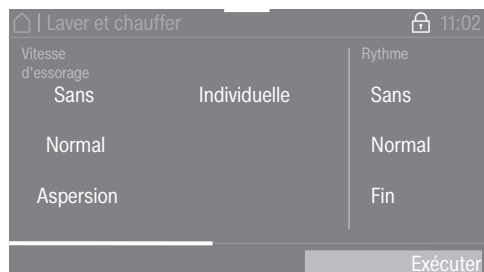 Laver et chauffer 11:02
Vitesse
d'essorage
Rythme
Sans Individuelle Sans
Normal Normal
Aspersion Fin
Exécuter